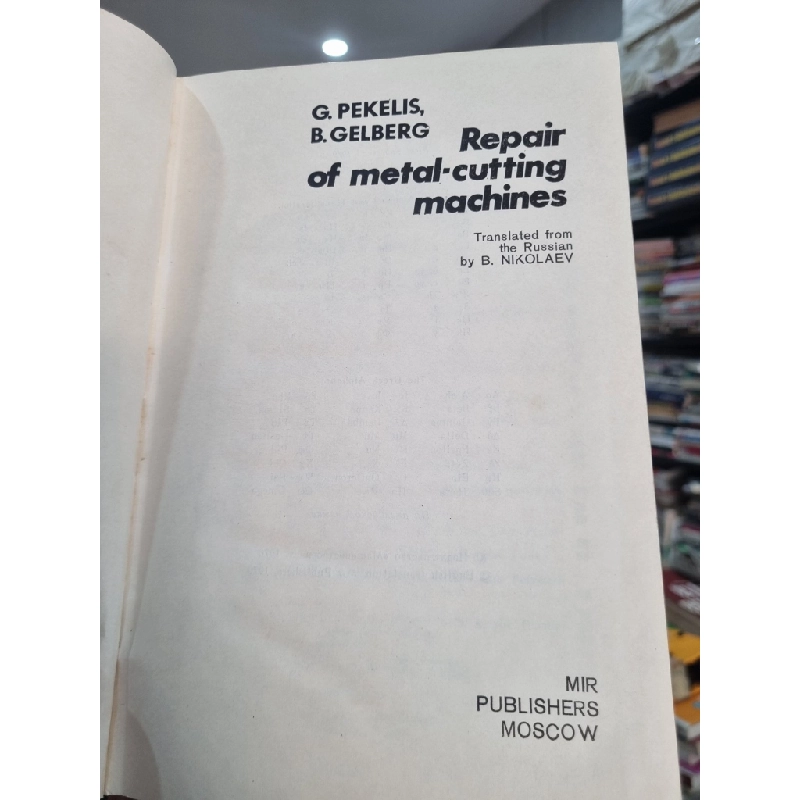 G. PEKELIS,
B. GELBERG
Repair
of metal-cutting
machines
Translated from
the Russian
by B. NIKOLAEV
MIR
PUBLISHERS
MOSCOW